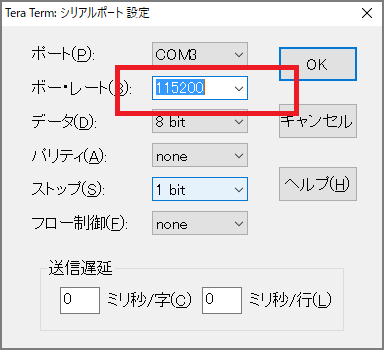 Tera Term: シリアルポート 設定
ポート(P): COM3
OK
ボー・レート(B): 115200
データ(D): 8 bit
キャンセル
パリティ(A): none
ストップ(S): 1 bit
ヘルプ(H)
フロー制御(F): none
送信遅延
0 ミリ秒/字(C) 0 ミリ秒/行(L)